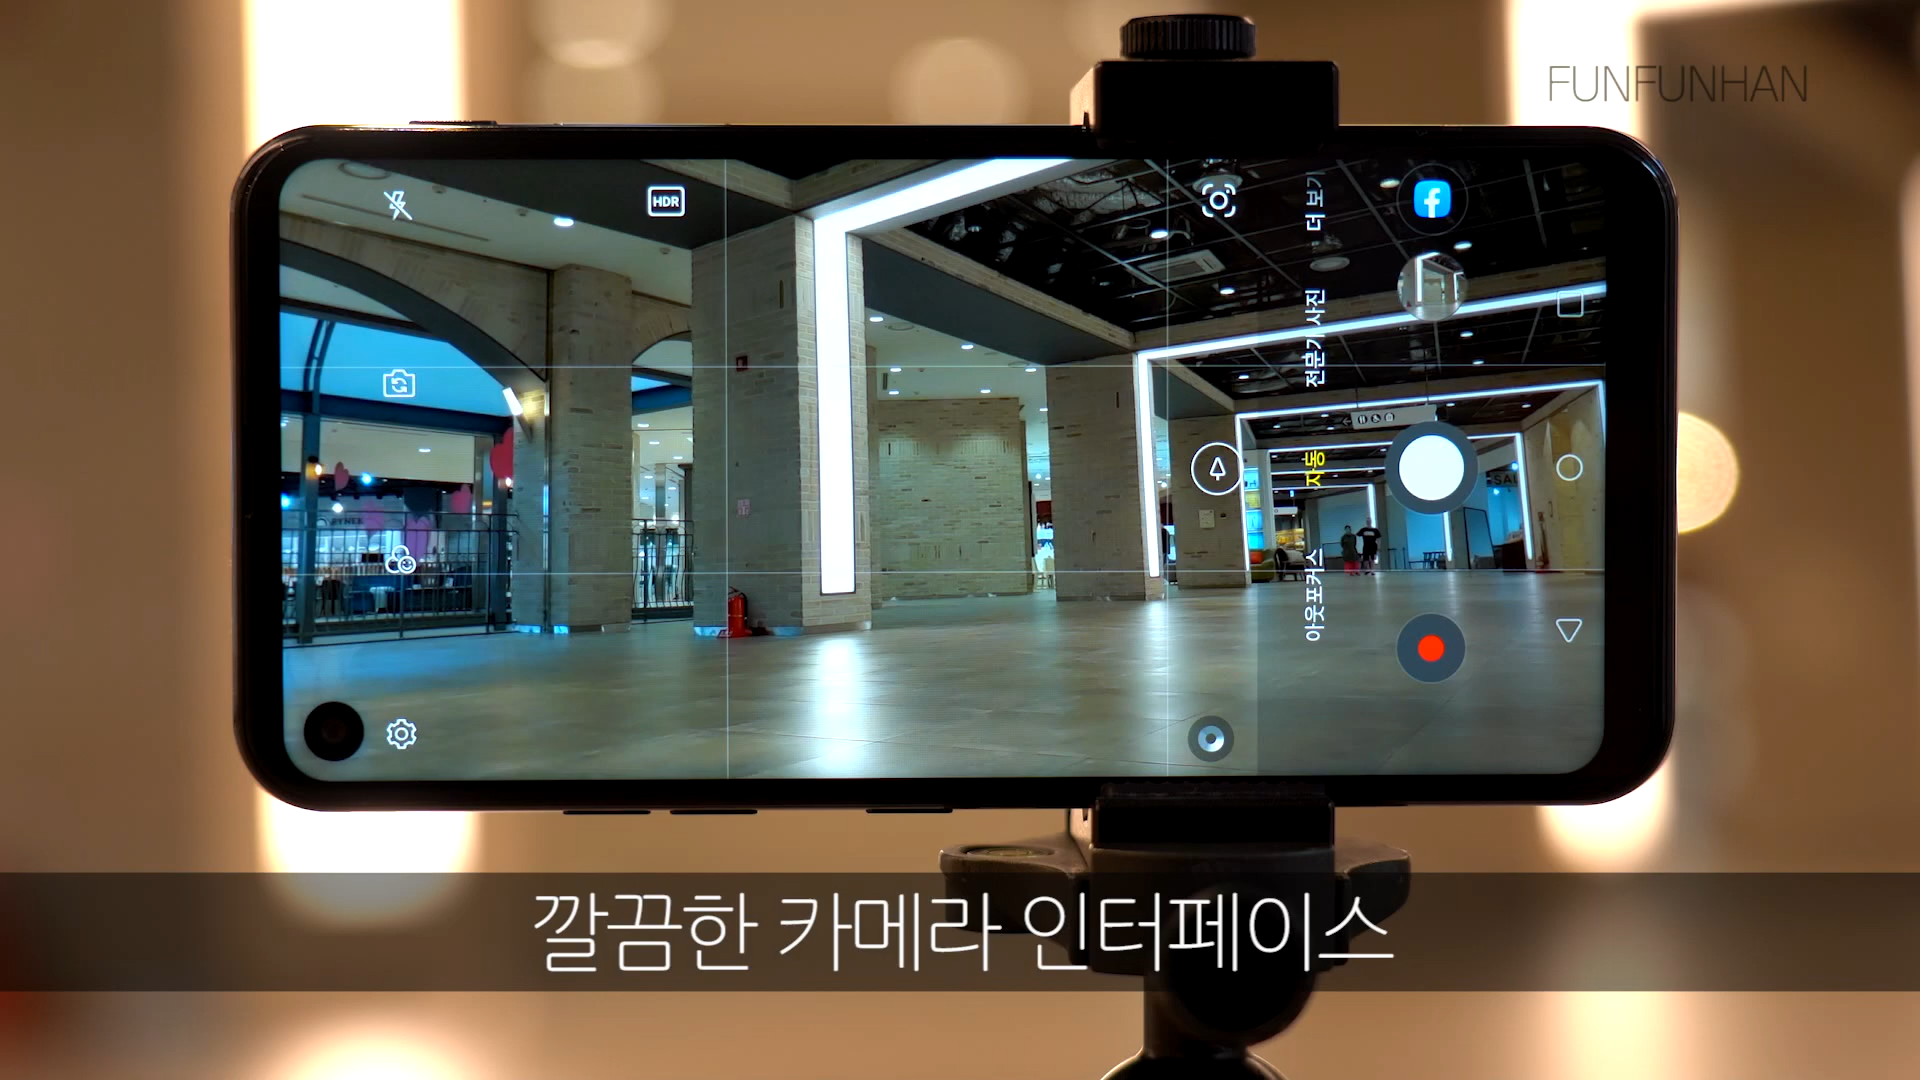 FUNFUNHAN
HDR
더 보기
전문가 사진
자동
아웃포커스
깔끔한 카메라 인터페이스